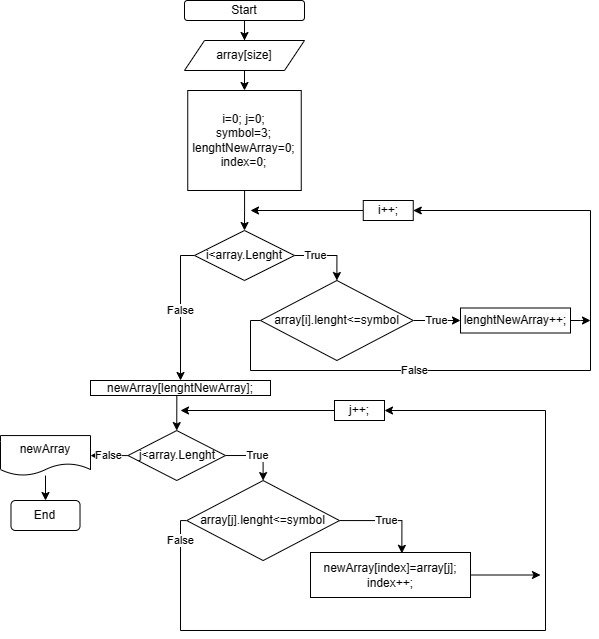 Start
array[size]
i=0; j=0;
symbol=3;
lenghtNewArray=0;
index=0;
i++;
i<array.Lenght
True
False
array[i].lenght<=symbol
True
lenghtNewArray++;
False
newArray[lenghtNewArray];
j++;
newArray
False
j<array.Lenght
True
End
array[j].lenght<=symbol
True
False
newArray[index]=array[j];
index++;